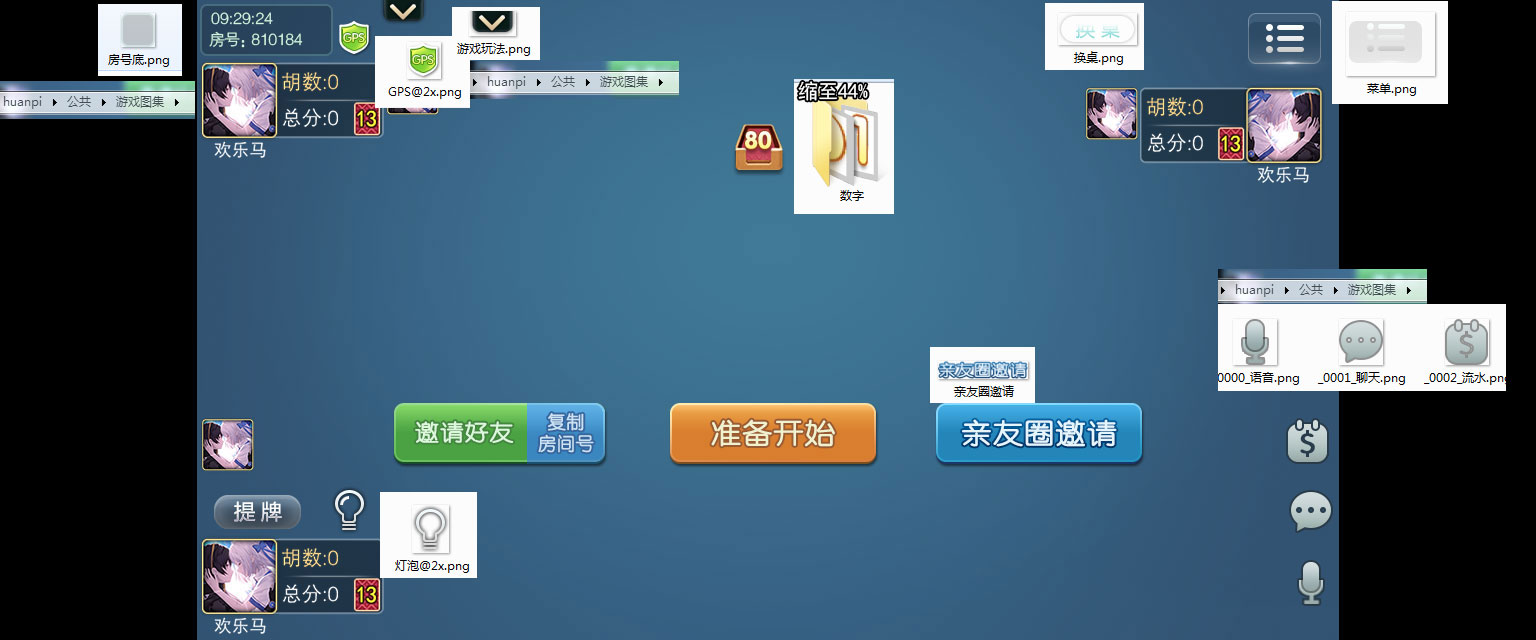 09:29:24
房号: 810184
房号底.png
huanpi 公共 游戏图集
GPS
GPS
GPS@2x.png
游戏玩法.png
huanpi 公共 游戏图集
胡数:0
总分:0
13
欢乐马
80
缩至44%
01
数字
换桌
换桌.png
菜单.png
胡数:0
总分:0
13
欢乐马
huanpi 公共 游戏图集
$
0000_语音.png
_0001_聊天.png
_0002_流水.pn
亲友圈邀请
亲友圈邀请
邀请好友
复制
房间号
准备开始
亲友圈邀请
$
提牌
灯泡@2x.png
胡数:0
总分:0
13
欢乐马